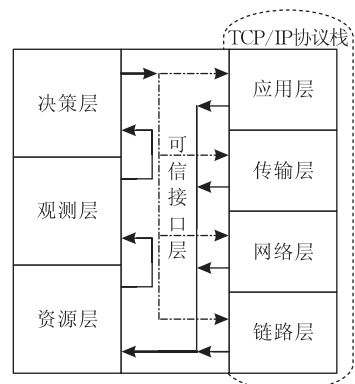 TCP/IP协议栈
决策层
观测层
资源层
可信接口层
应用层
传输层
网络层
链路层